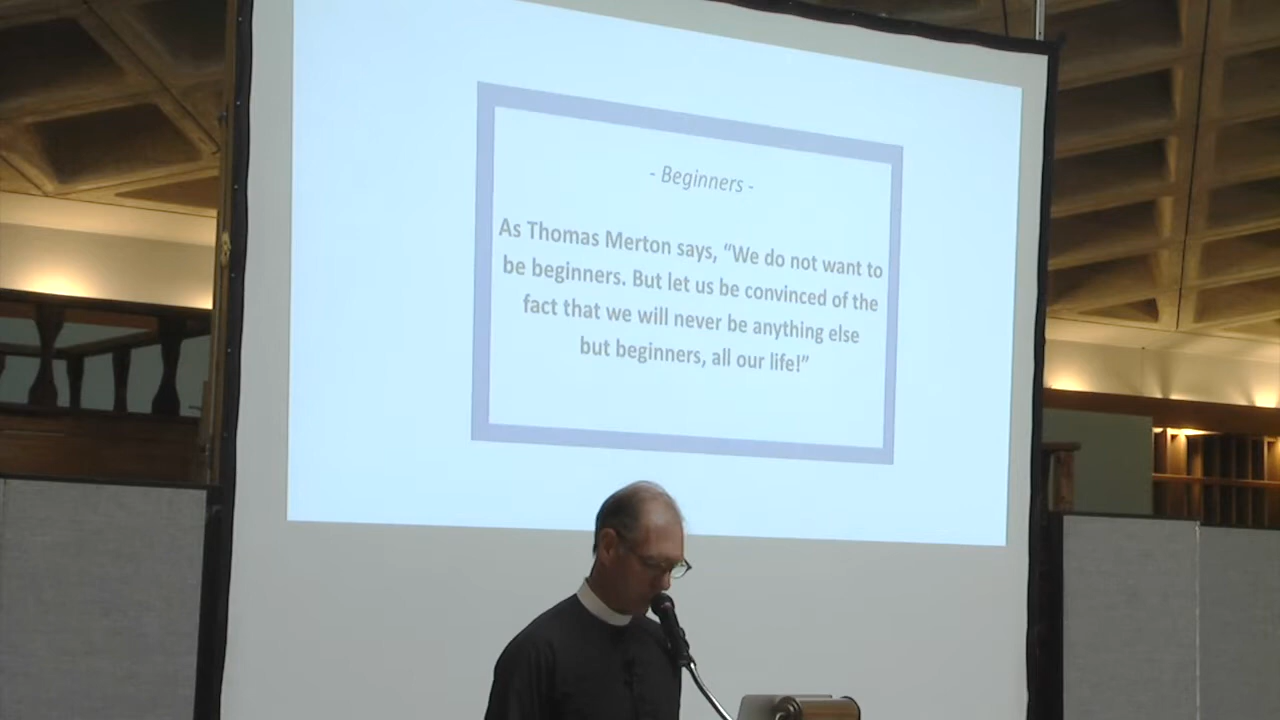 - Beginners -
As Thomas Merton says, “We do not want to
be beginners. But let us be convinced of the
fact that we will never be anything else
but beginners, all our life!”